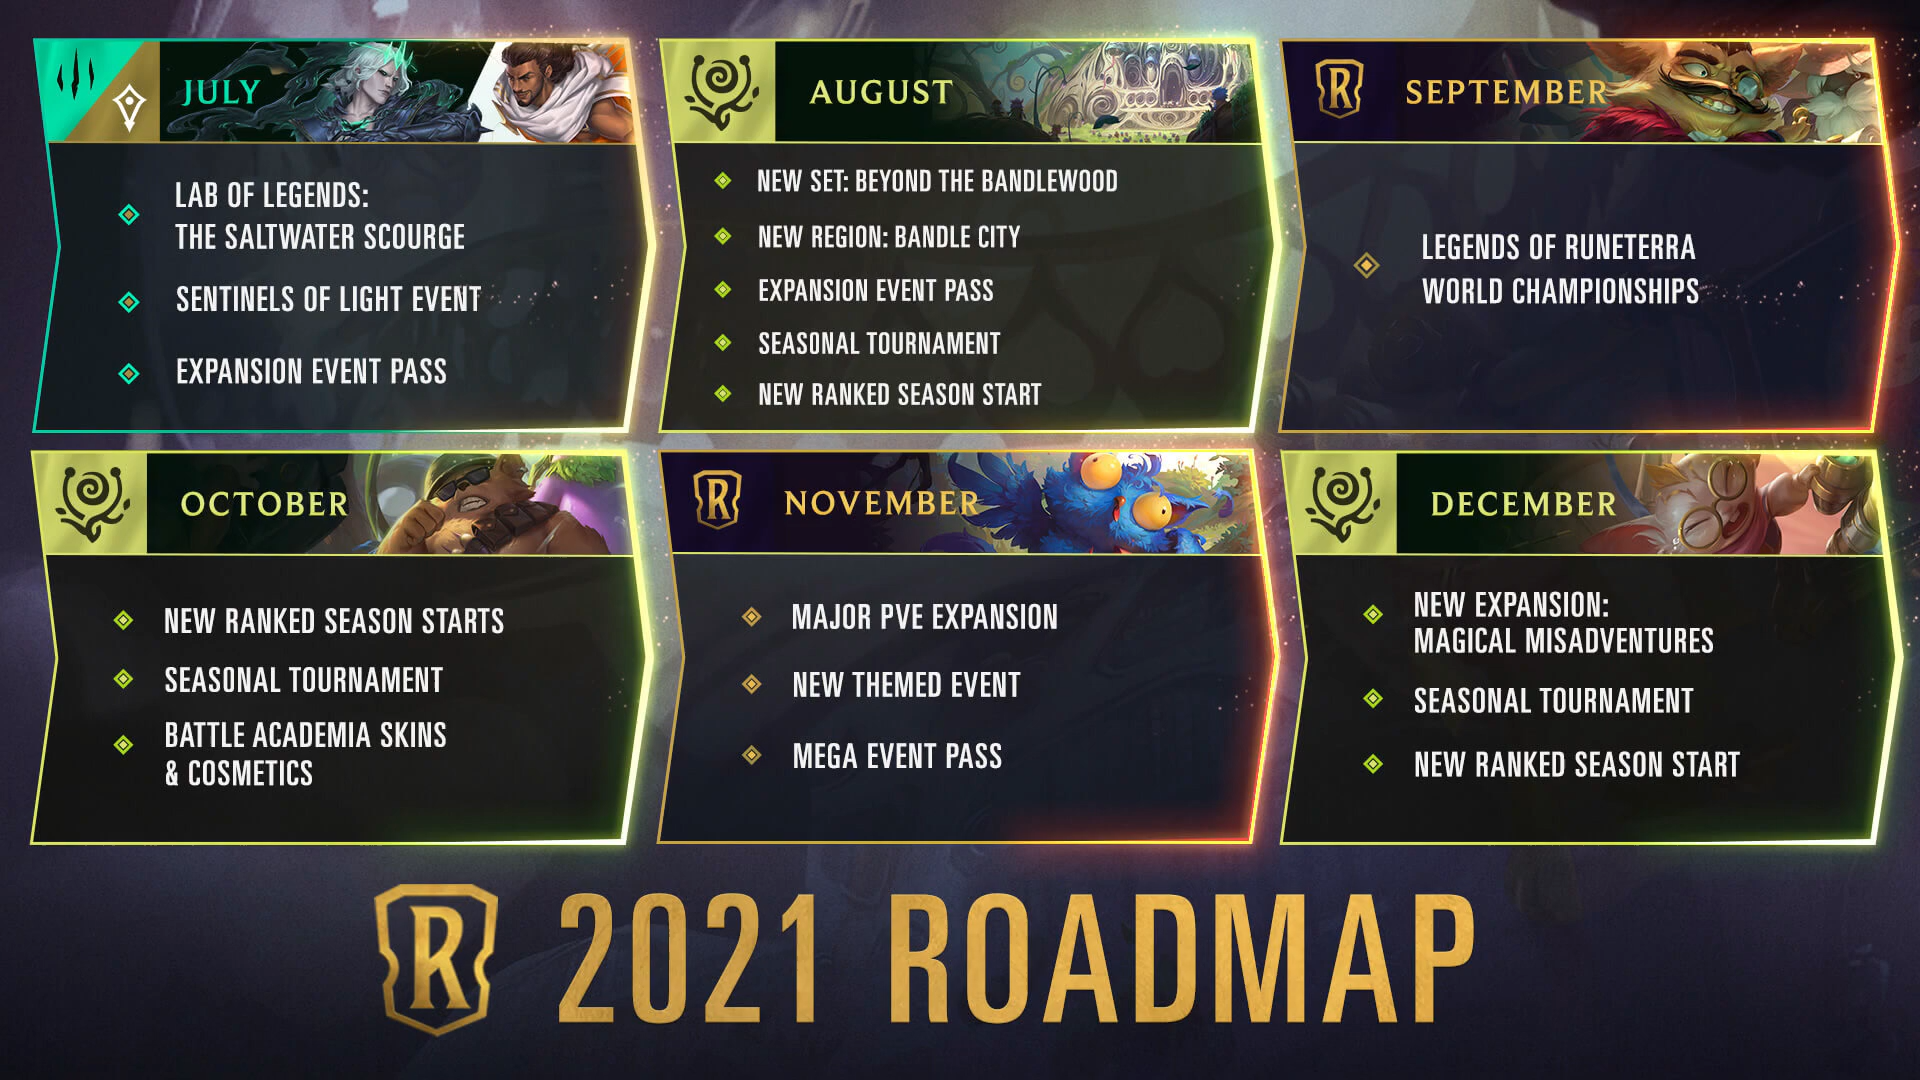 JULY
LAB OF LEGENDS:
THE SALTWATER SCOURGE
SENTINELS OF LIGHT EVENT
EXPANSION EVENT PASS
AUGUST
NEW SET: BEYOND THE BANDLEWOOD
NEW REGION: BANDLE CITY
EXPANSION EVENT PASS
SEASONAL TOURNAMENT
NEW RANKED SEASON START
R
SEPTEMBER
LEGENDS OF RUNETERRA
WORLD CHAMPIONSHIPS
OCTOBER
NEW RANKED SEASON STARTS
SEASONAL TOURNAMENT
BATTLE ACADEMIA SKINS
& COSMETICS
R
NOVEMBER
MAJOR PVE EXPANSION
NEW THEMED EVENT
MEGA EVENT PASS
DECEMBER
NEW EXPANSION:
MAGICAL MISADVENTURES
SEASONAL TOURNAMENT
NEW RANKED SEASON START
R 2021 ROADMAP